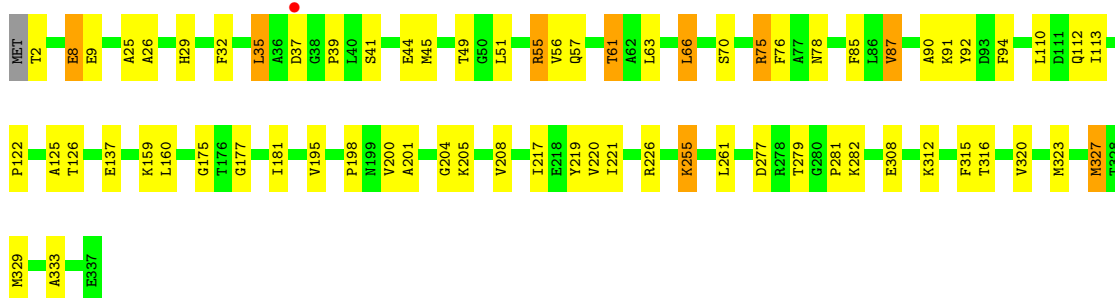 MET T2 E8 E9 A25 A26 H29 F32 L35 A36 D37 G38 P39 L40 S41 E44 M45 T49 G50 L51 R55 V56 Q57 T61 A62 L63 L66 S70 R75 F76 A77 N78 F85 L86 V87 A90 K91 Y92 D93 F94 L110 D111 Q112 I113
P122 A125 T126 E137 K159 L160 G175 T176 G177 I181 V195 P198 N199 V200 A201 G204 K205 V208 I217 E218 Y219 V220 I221 R226 K255 L261 D277 R278 T279 G280 P281 K282 E308 K312 F315 T316 V320 M323 M327 T328
M329 A333 E337